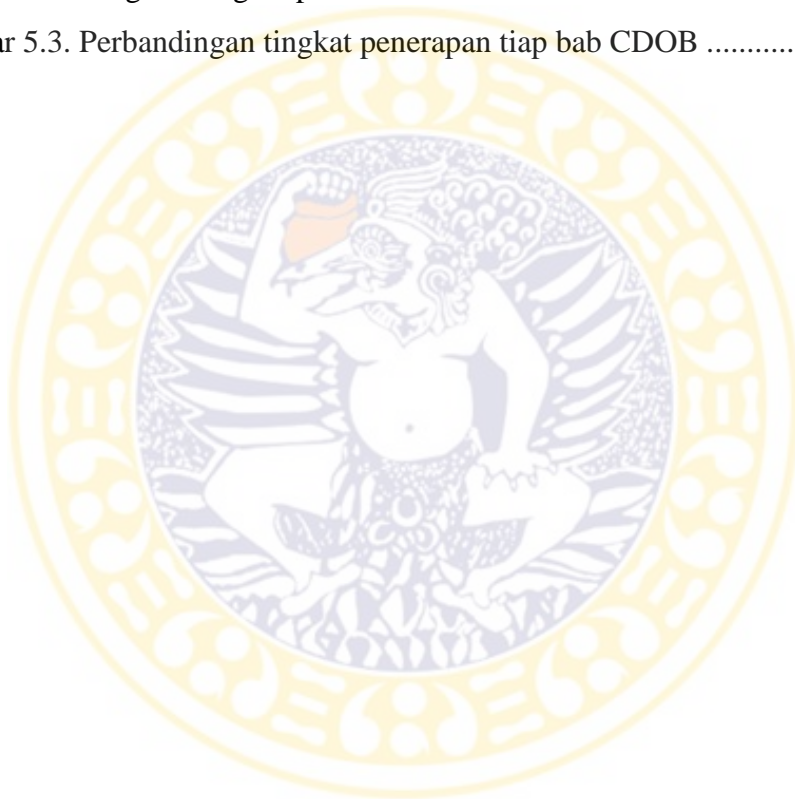 ar 5.3. Perbandingan tingkat penerapan tiap bab CDOB ...........